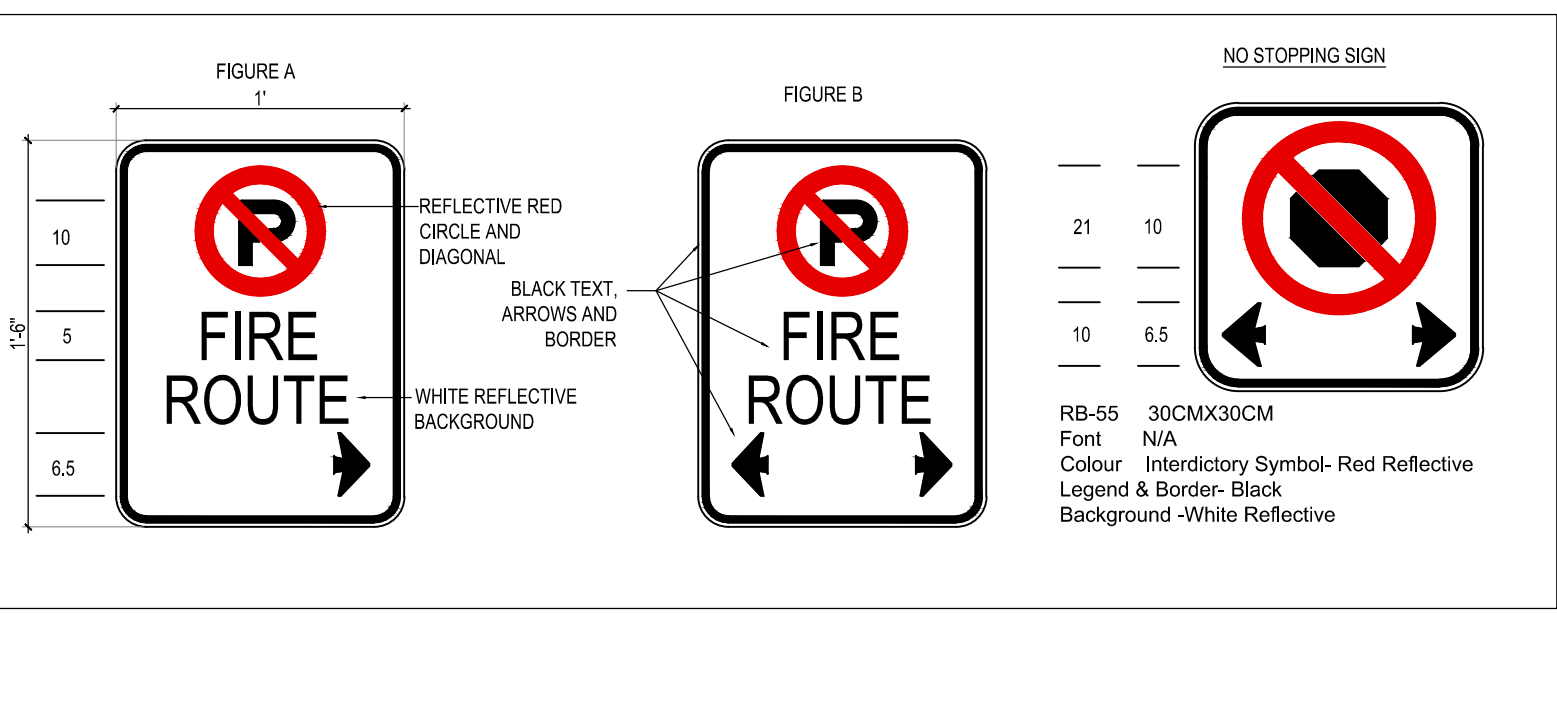 FIGURE A
1'
1'-6"
10
5
6.5
P
FIRE
ROUTE
REFLECTIVE RED
CIRCLE AND
DIAGONAL
WHITE REFLECTIVE
BACKGROUND
FIGURE B
BLACK TEXT,
ARROWS AND
BORDER
P
FIRE
ROUTE
NO STOPPING SIGN
21 10
10 6.5
RB-55 30CMX30CM
Font N/A
Colour Interdictory Symbol- Red Reflective
Legend & Border- Black
Background -White Reflective